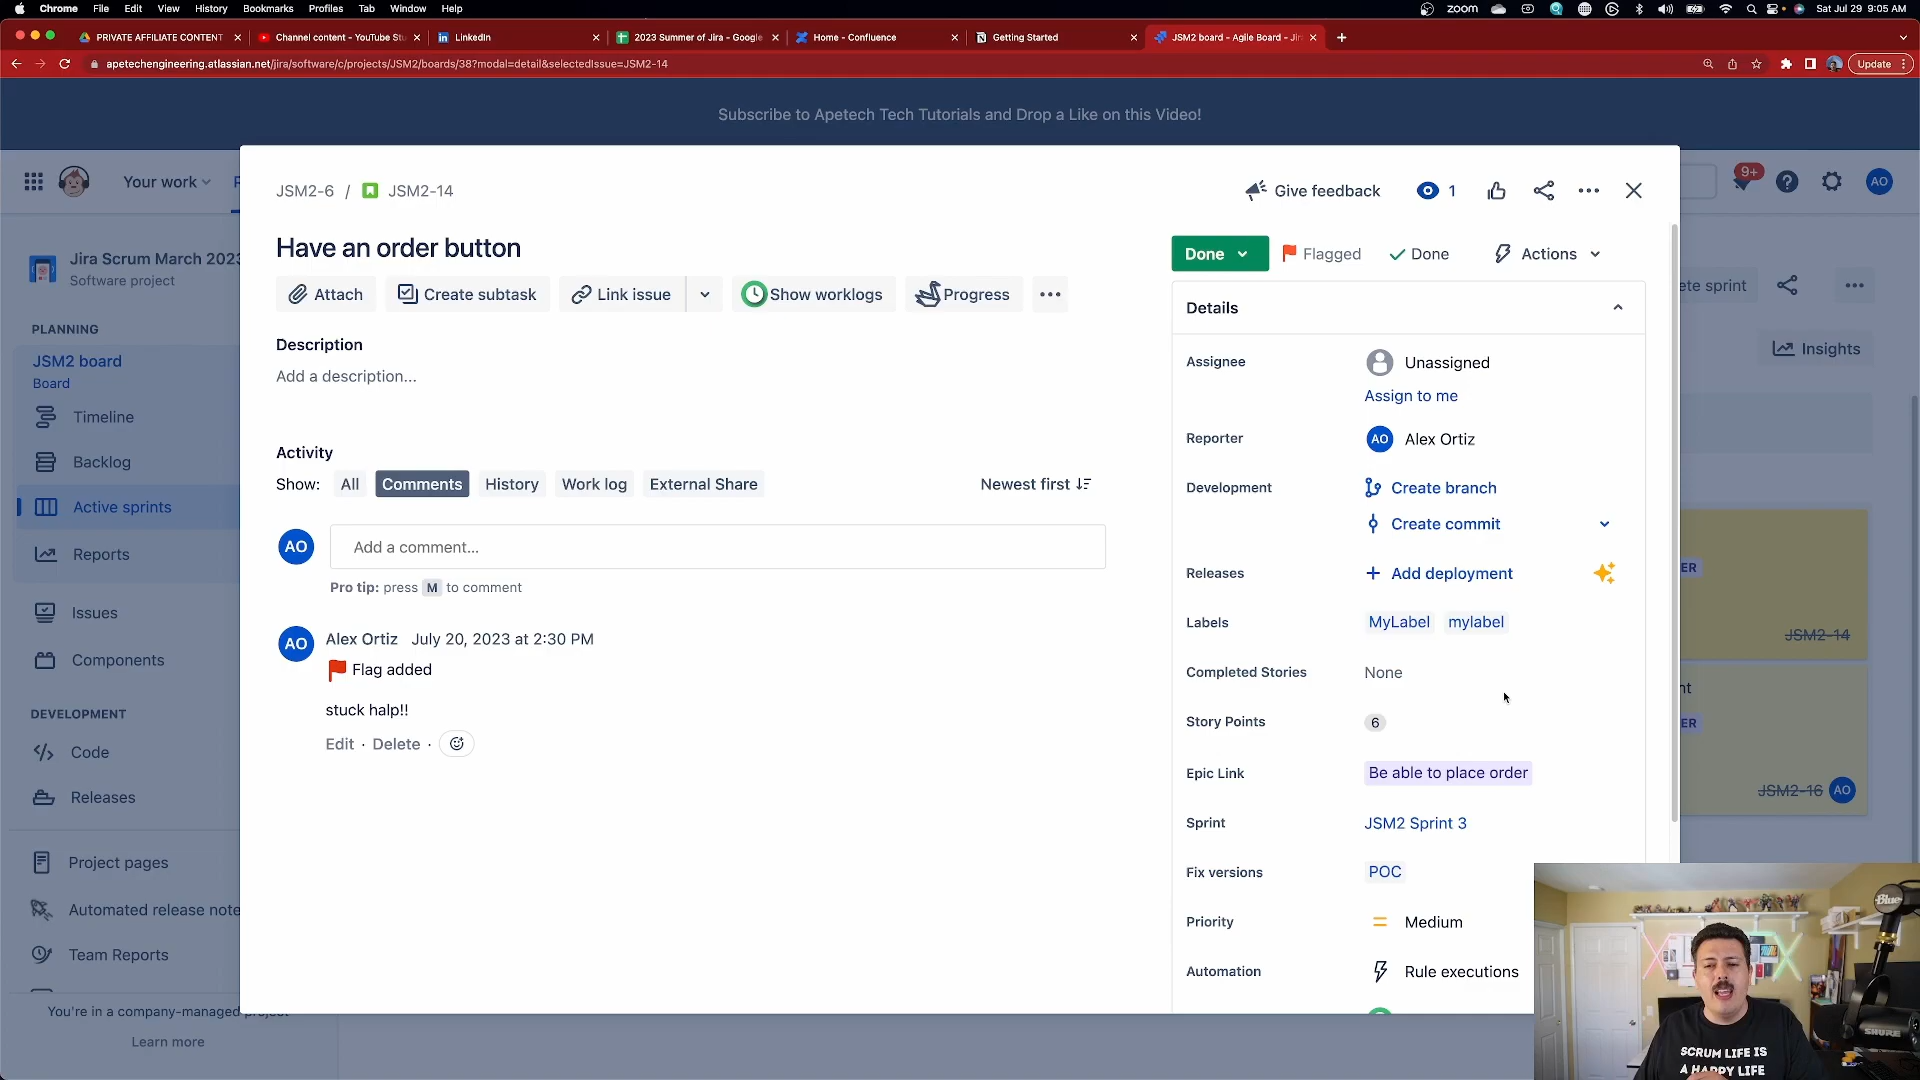 Chrome File Edit View History Bookmarks Profiles Tab Window Help
zoom
Sat Jul 29 9:05 AM
PRIVATE AFFILIATE CONTENT
Channel content - YouTube Stu
LinkedIn
2023 Summer of Jira - Google
Home - Confluence
Getting Started
JSM2 board - Agile Board - Jir
apetechengineering.atlassian.net/jira/software/c/projects/JSM2/boards/38?modal=detail&selectedIssue=JSM2-14
Update
Subscribe to Apetech Tech Tutorials and Drop a Like on this Video!
Your work
9+
AO
Jira Scrum March 2023
Software project
PLANNING
JSM2 board
Board
Timeline
Backlog
Active sprints
Reports
Issues
Components
DEVELOPMENT
Code
Releases
Project pages
Automated release note
Team Reports
You're in a company-managed project
Learn more
JSM2-6 / JSM2-14
Give feedback
1
Have an order button
Attach
Create subtask
Link issue
Show worklogs
Progress
Description
Add a description...
Activity
Show: All Comments History Work log External Share
Newest first
AO
Add a comment...
Pro tip: press M to comment
AO
Alex Ortiz July 20, 2023 at 2:30 PM
Flag added
stuck halp!!
Edit · Delete ·
Done
Flagged
Done
Actions
Details
Assignee
Unassigned
Assign to me
Reporter
AO Alex Ortiz
Development
Create branch
Create commit
Releases
Add deployment
Labels
MyLabel mylabel
Completed Stories
None
Story Points
6
Epic Link
Be able to place order
Sprint
JSM2 Sprint 3
Fix versions
POC
Priority
Medium
Automation
Rule executions
ete sprint
Insights
ER
JSM2-14
nt
ER
JSM2-16 AO
Blue
SHURE
SCRUM LIFE IS
A HAPPY LIFE